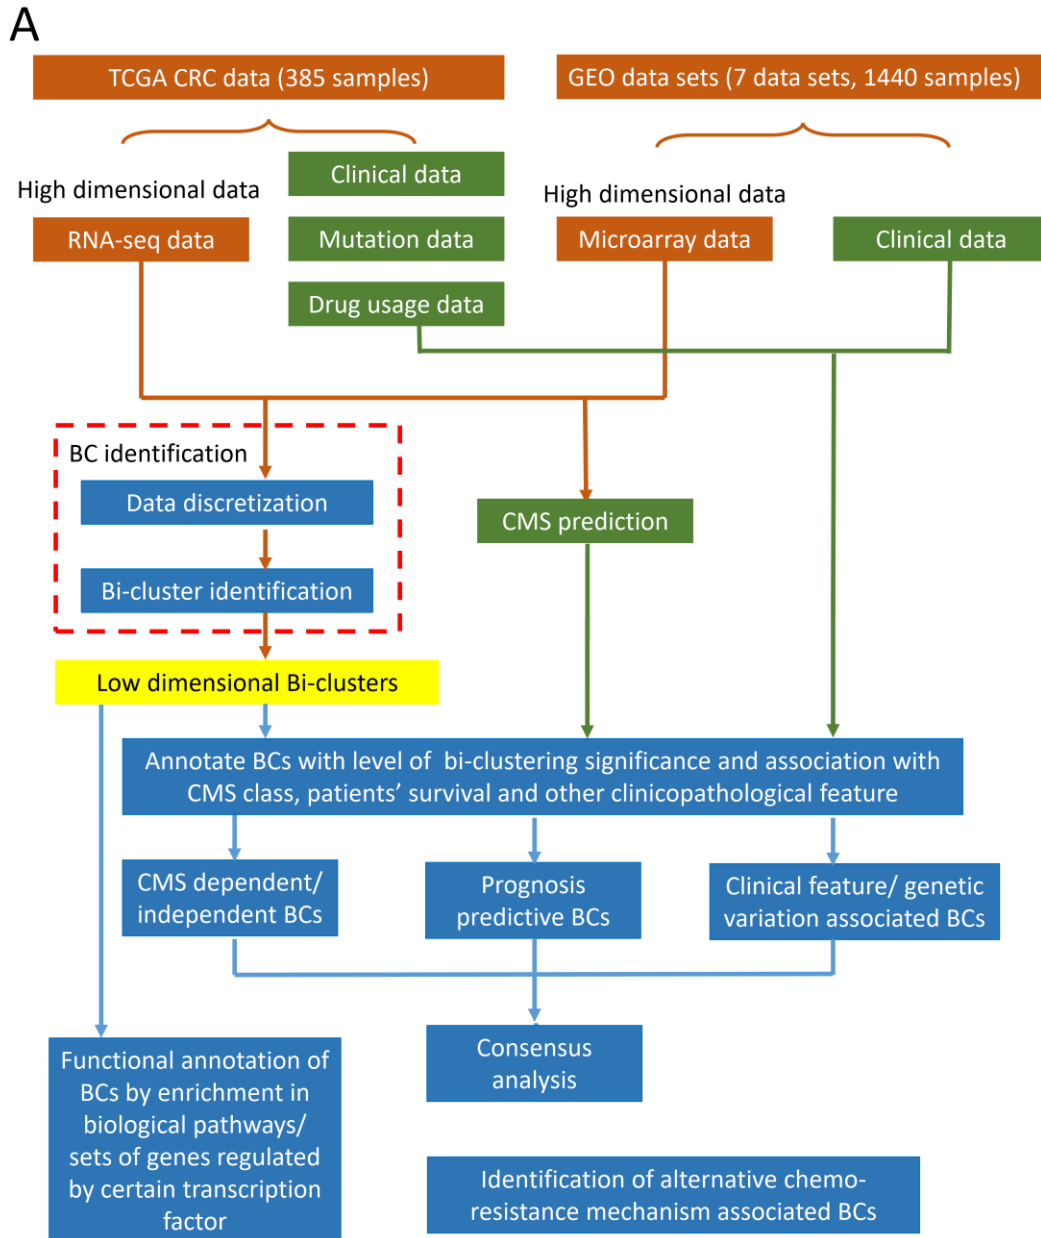 A
TCGA CRC data (385 samples)
GEO data sets (7 data sets, 1440 samples)
High dimensional data
RNA-seq data
Clinical data
Mutation data
Drug usage data
High dimensional data
Microarray data
Clinical data
BC identification
Data discretization
Bi-cluster identification
CMS prediction
Low dimensional Bi-clusters
Annotate BCs with level of bi-clustering significance and association with
CMS class, patients’ survival and other clinicopathological feature
CMS dependent/
independent BCs
Prognosis
predictive BCs
Clinical feature/ genetic
variation associated BCs
Functional annotation of
BCs by enrichment in
biological pathways/
sets of genes regulated
by certain transcription
factor
Consensus
analysis
Identification of alternative chemo-
resistance mechanism associated BCs